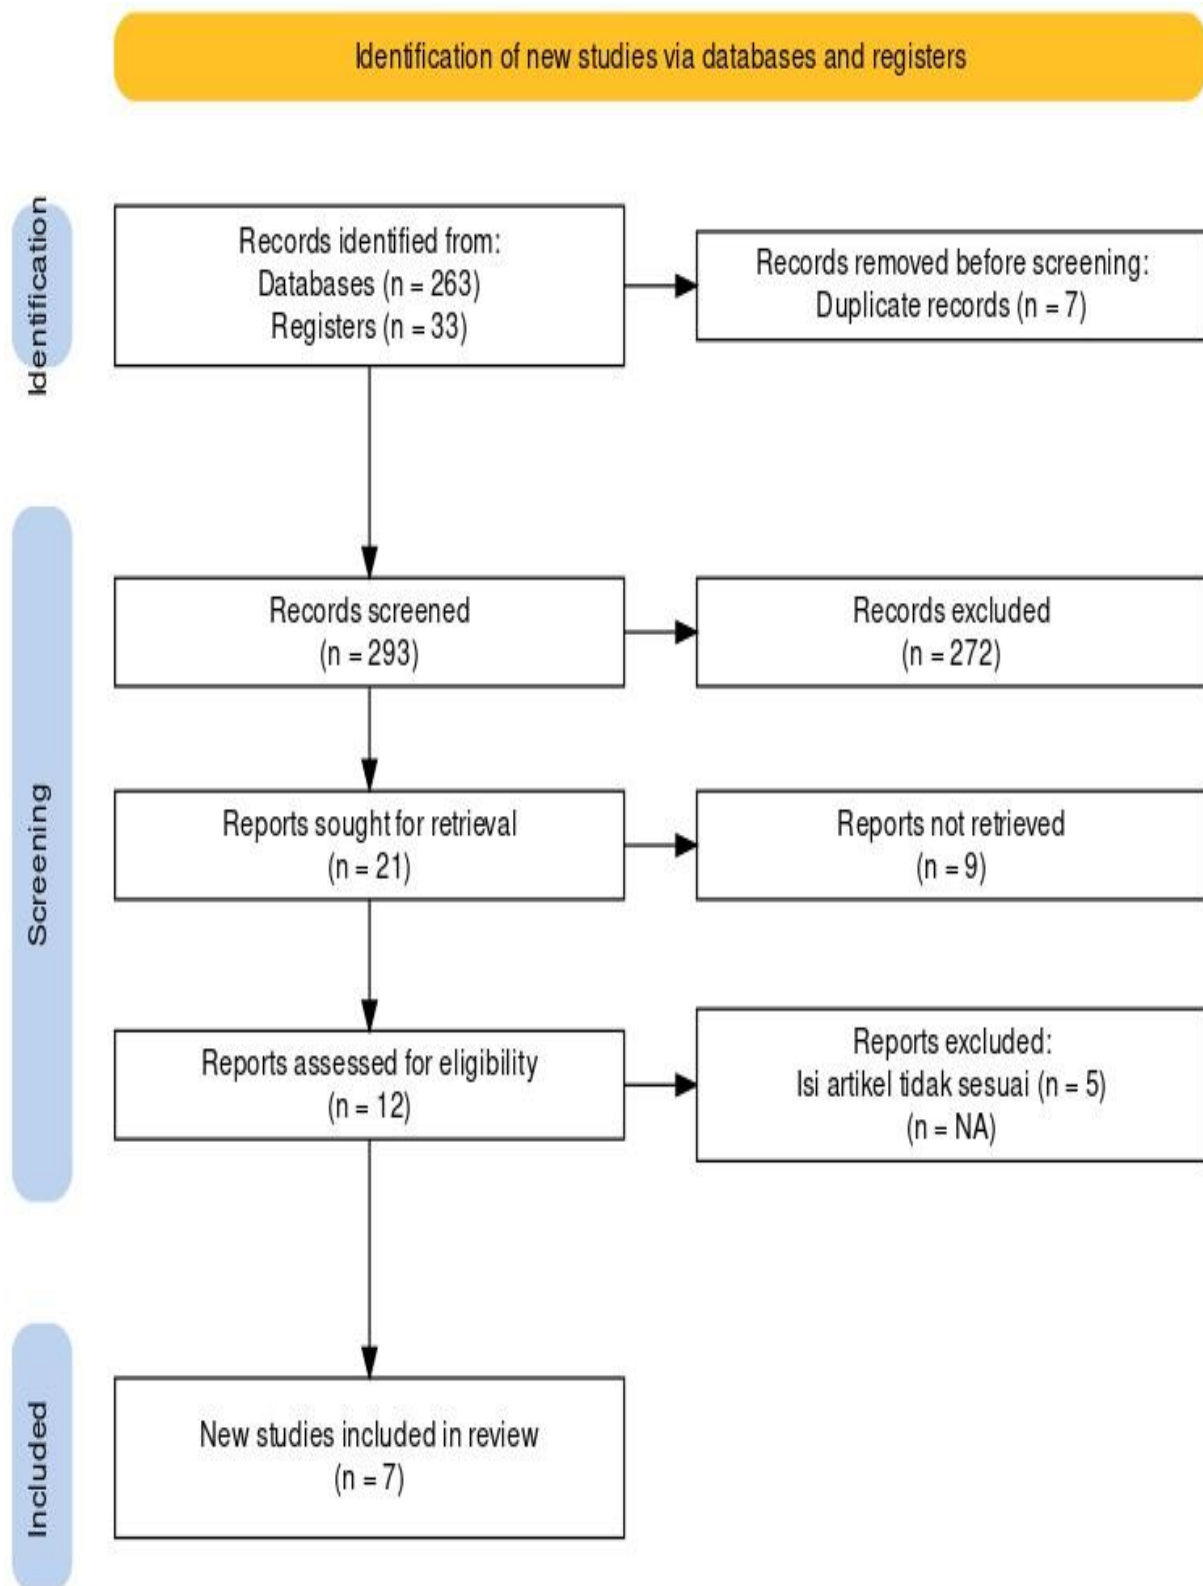 Identification of new studies via databases and registers
Identification
Records identified from:
Databases (n = 263)
Registers (n = 33)
Records removed before screening:
Duplicate records (n = 7)
Screening
Records screened
(n = 293)
Records excluded
(n = 272)
Reports sought for retrieval
(n = 21)
Reports not retrieved
(n = 9)
Reports assessed for eligibility
(n = 12)
Reports excluded:
Isi artikel tidak sesuai (n = 5)
(n = NA)
Included
New studies included in review
(n = 7)